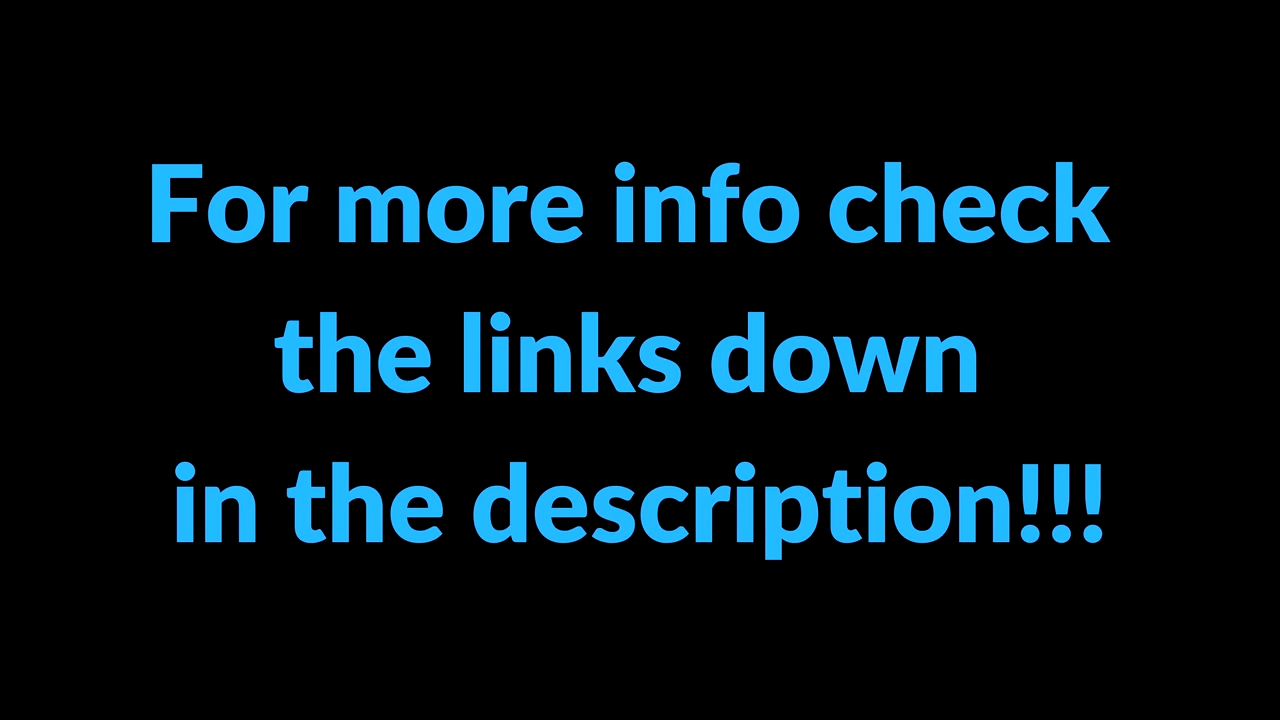 For more info check
the links down
in the description!!!